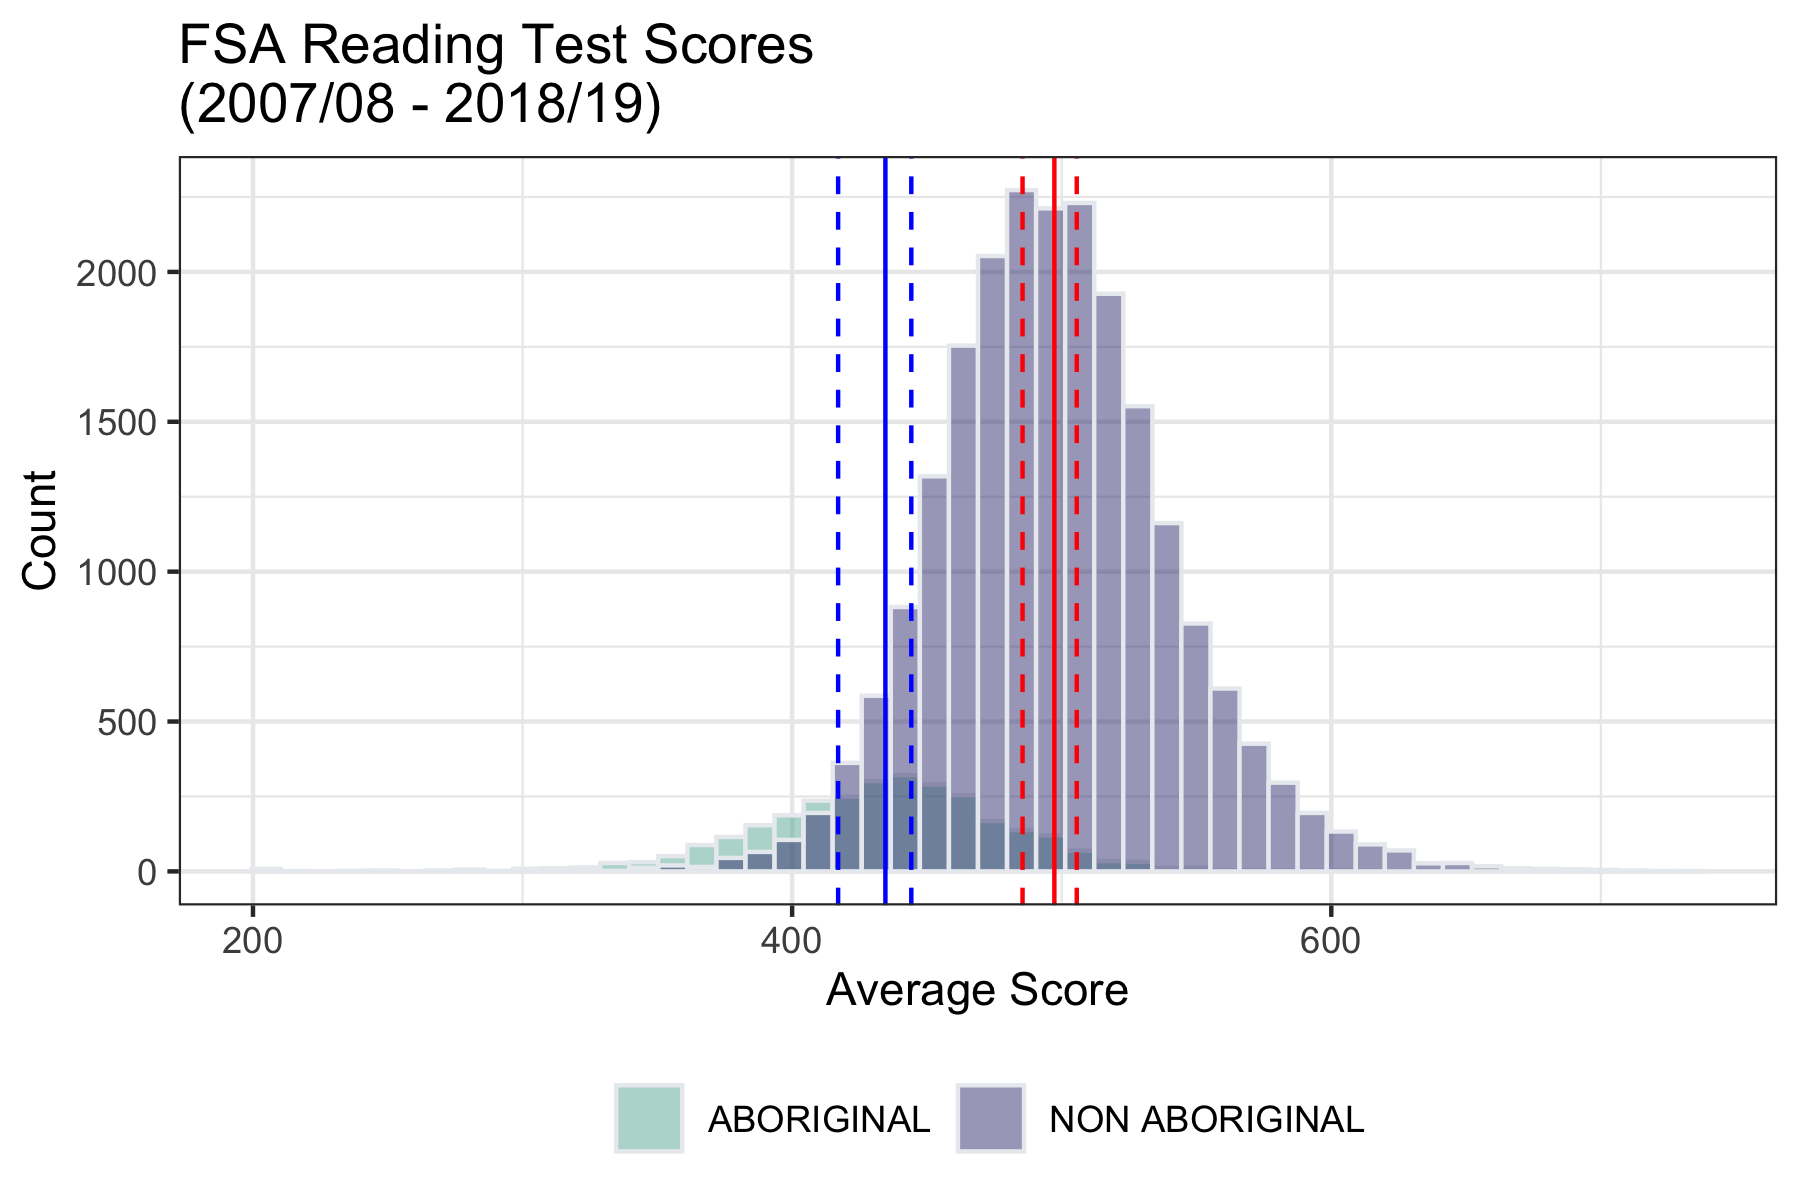 FSA Reading Test Scores
(2007/08 - 2018/19)
2000
1500
1000
500
0
Count
200 400 600
Average Score
ABORIGINAL NON ABORIGINAL